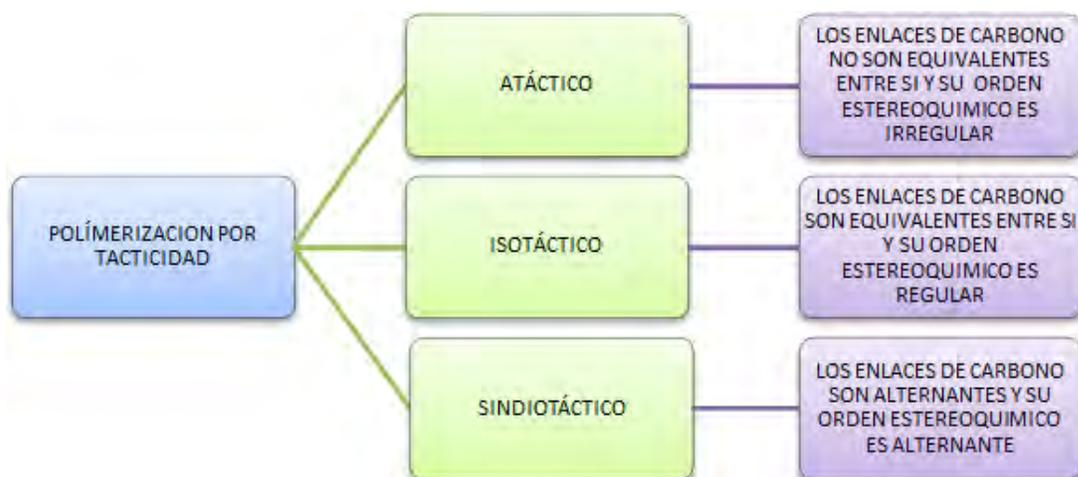 POLÍMERIZACION POR
TACTICIDAD
ATÁCTICO
LOS ENLACES DE CARBONO
NO SON EQUIVALENTES
ENTRE SI Y SU ORDEN
ESTEREOQUIMICO ES
IRREGULAR
ISOTÁCTICO
LOS ENLACES DE CARBONO
SON EQUIVALENTES ENTRE SI
Y SU ORDEN
ESTEREOQUIMICO ES
REGULAR
SINDIOTÁCTICO
LOS ENLACES DE CARBONO
SON ALTERNANTES Y SU
ORDEN ESTEREOQUIMICO
ES ALTERNANTE